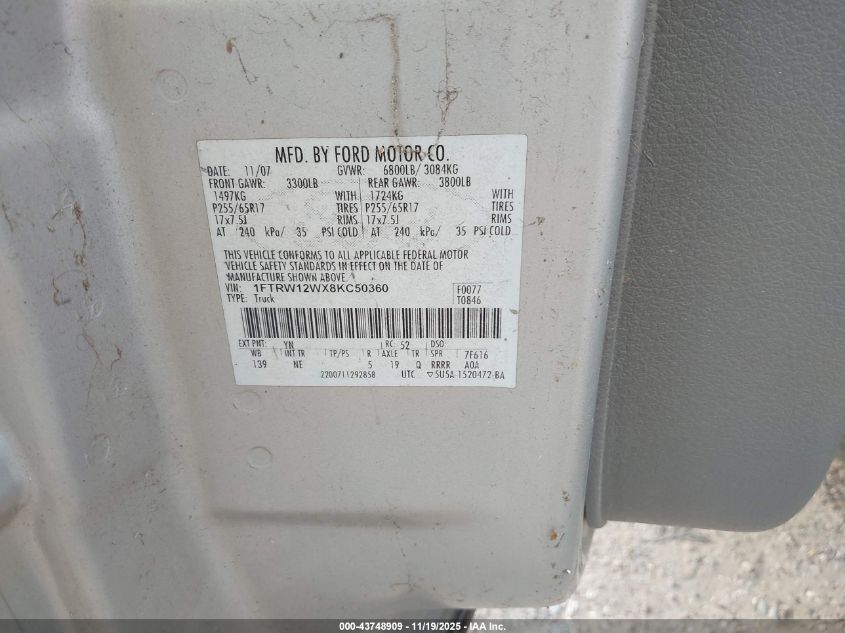 MFD. BY FORD MOTOR CO.
DATE: 11/07 GVWR: 6800LB/ 3084KG
FRONT GAWR: 3300LB REAR GAWR: 3800LB
1497KG WITH 1724KG WITH
P255/65R17 TIRES P255/65R17 TIRES
17x7.5J RIMS 17x7.5J RIMS
AT 240 kPa/ 35 PSI COLD AT 240 kPa/ 35 PSI COLD
THIS VEHICLE CONFORMS TO ALL APPLICABLE FEDERAL MOTOR
VEHICLE SAFETY STANDARDS IN EFFECT ON THE DATE OF
MANUFACTURE SHOWN ABOVE.
VIN: 1FTRW12WX8KC50360 F0077
TYPE: Truck T0846
EXT PNT: YN RC: 52 DSO:
WB INT TR TP/PS R AXLE TR SPR 7F616
139 NE 5 19 Q RRRR A0A
2200711292858 UTC ▽5U5A-1520472-BA
000-43748909 - 11/19/2025 - IAAI.COM